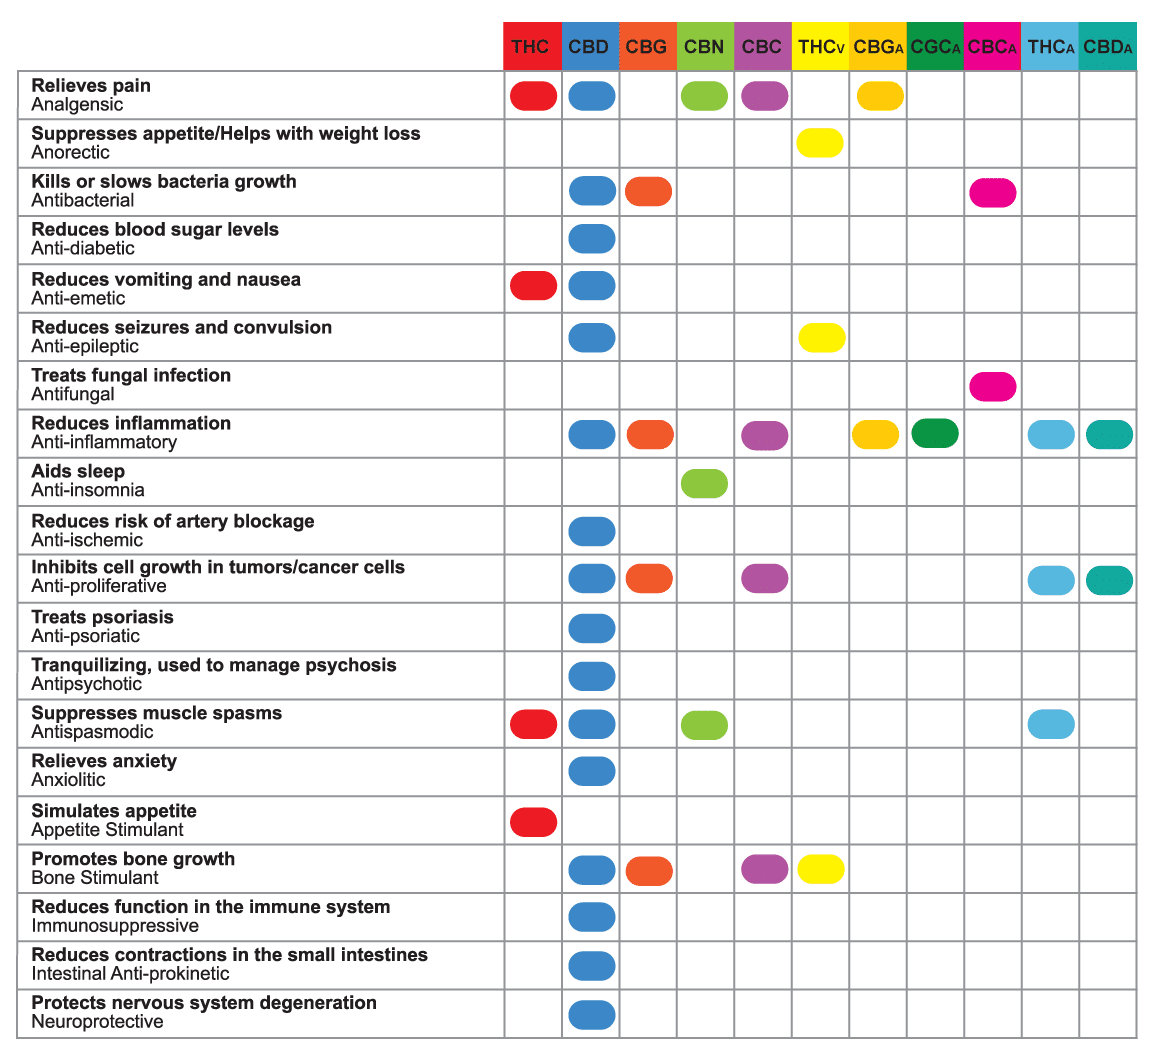 THC CBD CBG CBN CBC THCV CBGA CGCA CBCA THCA CBDA
Relieves pain
Analgensic
Suppresses appetite/Helps with weight loss
Anorectic
Kills or slows bacteria growth
Antibacterial
Reduces blood sugar levels
Anti-diabetic
Reduces vomiting and nausea
Anti-emetic
Reduces seizures and convulsion
Anti-epileptic
Treats fungal infection
Antifungal
Reduces inflammation
Anti-inflammatory
Aids sleep
Anti-insomnia
Reduces risk of artery blockage
Anti-ischemic
Inhibits cell growth in tumors/cancer cells
Anti-proliferative
Treats psoriasis
Anti-psoriatic
Tranquilizing, used to manage psychosis
Antipsychotic
Suppresses muscle spasms
Antispasmodic
Relieves anxiety
Anxiolitic
Simulates appetite
Appetite Stimulant
Promotes bone growth
Bone Stimulant
Reduces function in the immune system
Immunosuppressive
Reduces contractions in the small intestines
Intestinal Anti-prokinetic
Protects nervous system degeneration
Neuroprotective